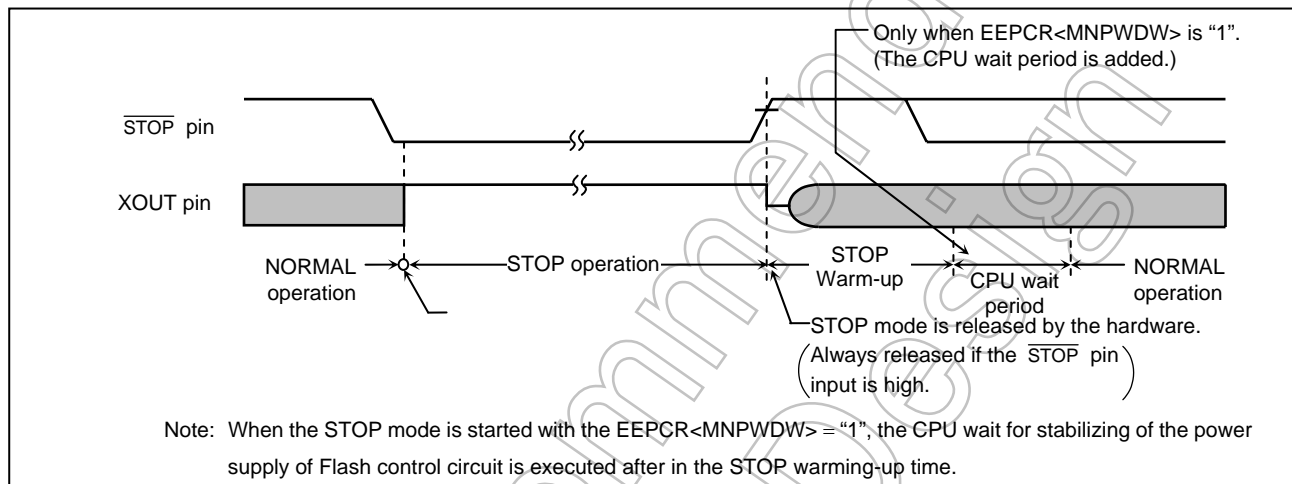 Only when EEPCR<MNPWDW> is “1”.
(The CPU wait period is added.)
STOP pin
XOUT pin
NORMAL operation
STOP operation
STOP Warm-up
CPU wait period
NORMAL operation
STOP mode is released by the hardware.
(Always released if the STOP pin
input is high.)
Note: When the STOP mode is started with the EEPCR<MNPWDW> = “1”, the CPU wait for stabilizing of the power
supply of Flash control circuit is executed after in the STOP warming-up time.